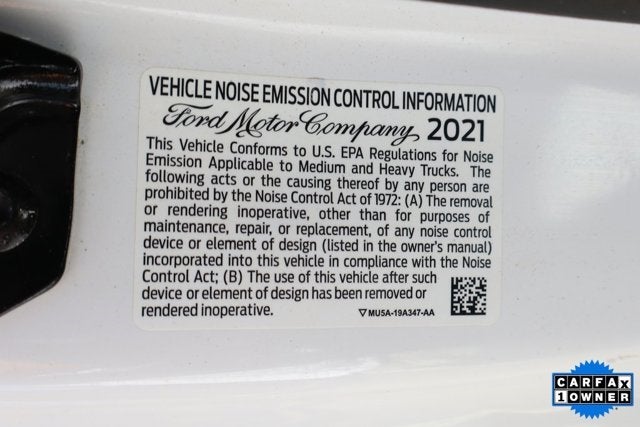 VEHICLE NOISE EMISSION CONTROL INFORMATION
Ford Motor Company 2021
This Vehicle Conforms to U.S. EPA Regulations for Noise
Emission Applicable to Medium and Heavy Trucks. The
following acts or the causing thereof by any person are
prohibited by the Noise Control Act of 1972: (A) The removal
or rendering inoperative, other than for purposes of
maintenance, repair, or replacement, of any noise control
device or element of design (listed in the owner's manual)
incorporated into this vehicle in compliance with the Noise
Control Act; (B) The use of this vehicle after such
device or element of design has been removed or
rendered inoperative.
MU5A-19A347-AA
CARFAX
1 OWNER